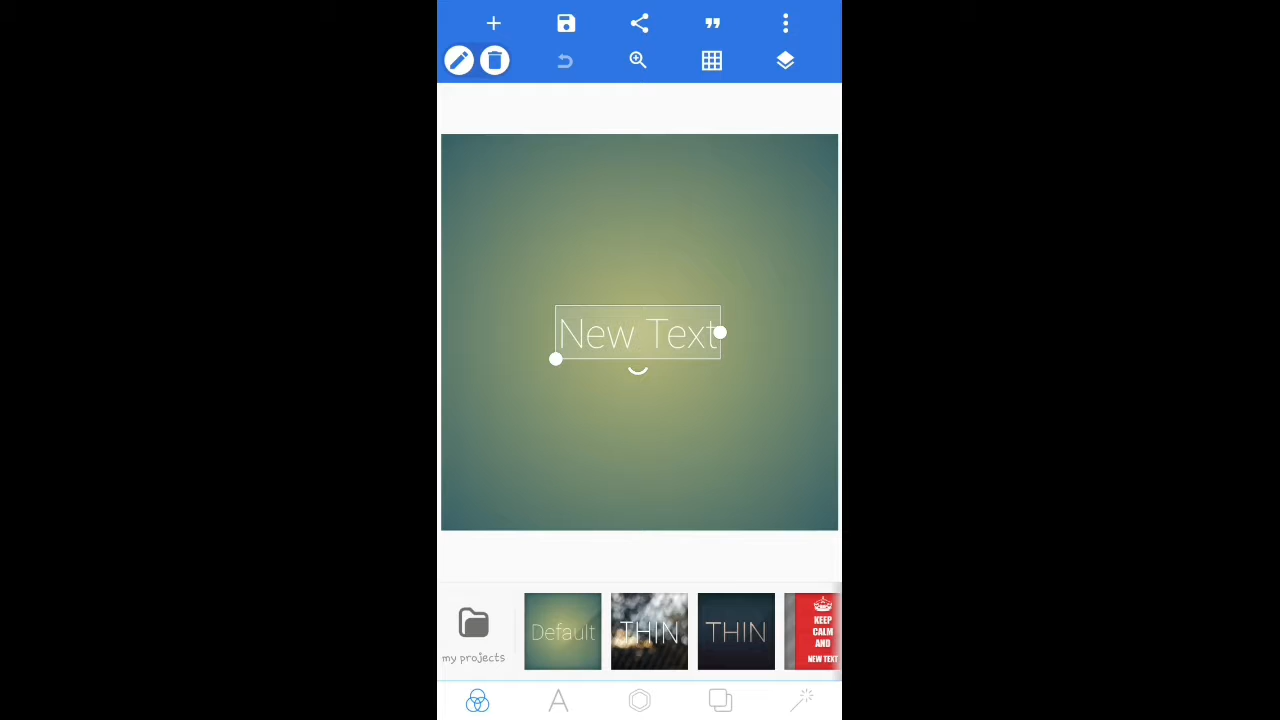 New Text
my projects
Default
THIN
THIN
KEEP
CALM
AND
NEW TEXT